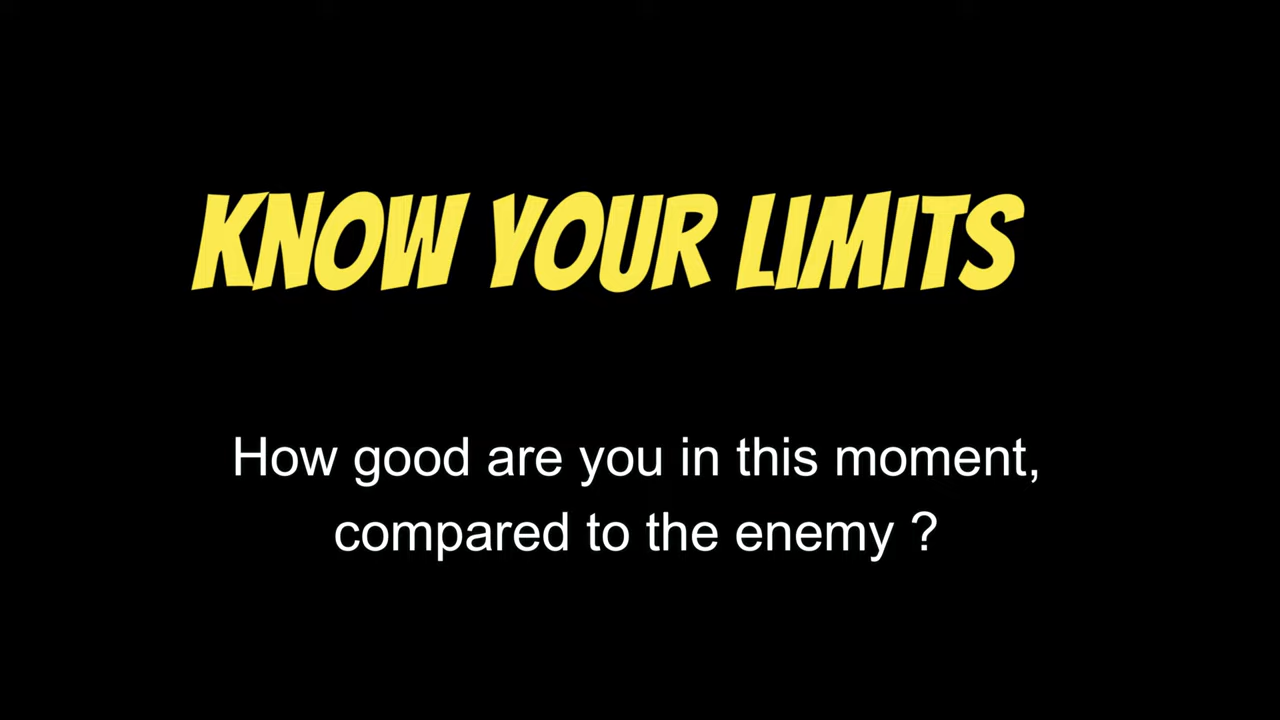 KNOW YOUR LIMITS
How good are you in this moment,
compared to the enemy ?